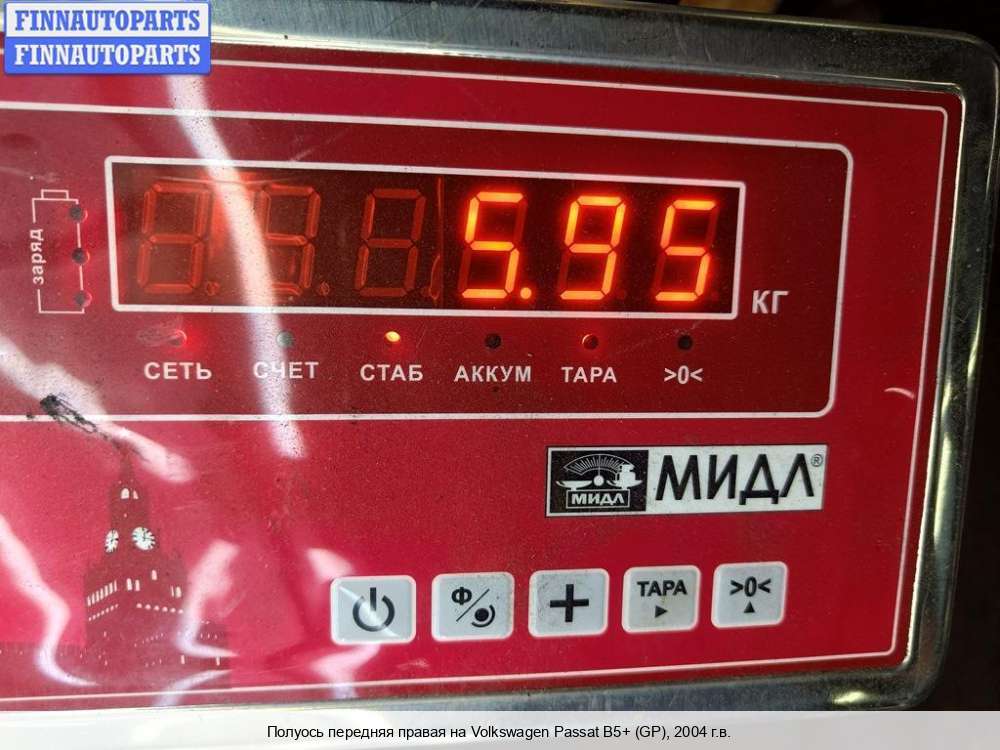 FINNAUTOPARTS
FINNAUTOPARTS
заряд
5.95
КГ
СЕТЬ СЧЕТ СТАБ АККУМ ТАРА >0<
МИДЛ МИДЛ®
Ф + ТАРА >0<
Полуось передняя правая на Volkswagen Passat B5+ (GP), 2004 г.в.